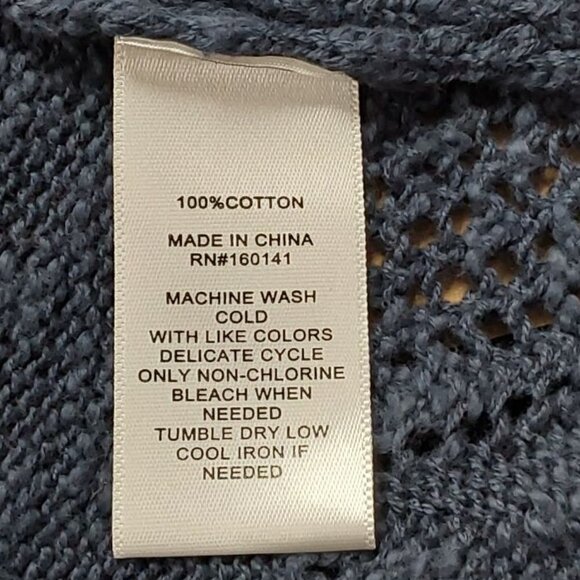 100%COTTON
MADE IN CHINA
RN#160141
MACHINE WASH
COLD
WITH LIKE COLORS
DELICATE CYCLE
ONLY NON-CHLORINE
BLEACH WHEN
NEEDED
TUMBLE DRY LOW
COOL IRON IF
NEEDED